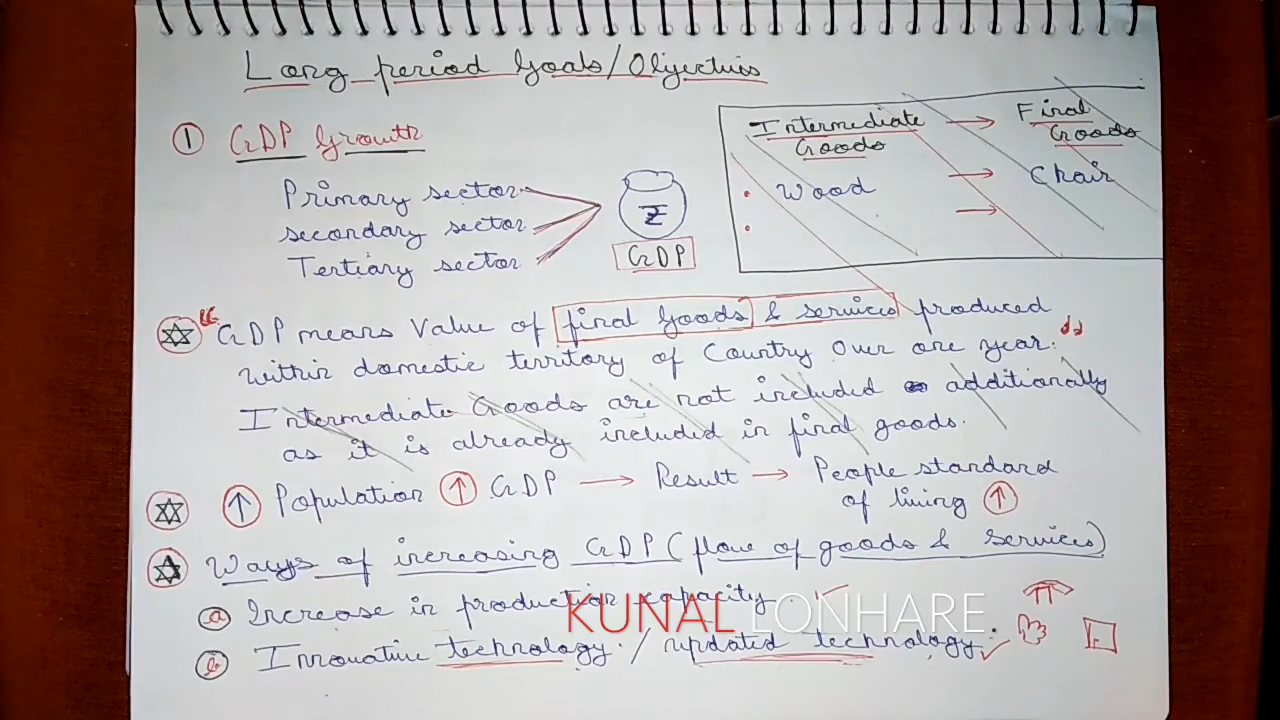 Long period Goals/Objectives
① GDP Growth
Primary sector
secondary sector
Tertiary sector
GDP
Intermediate Goods → Final Goods
• Wood → Chair
• →
"GDP means Value of final goods & services produced
within domestic territory of Country Over one year."
Intermediate Goods are not included additionally
as it is already included in final goods.
↑ Population ↑ GDP → Result → People standard
of living ↑
Ways of increasing GDP (flow of goods & services)
ⓐ Increase in production capacity.
ⓑ Innovative technology. / updated technology.
KUNAL LONHARE